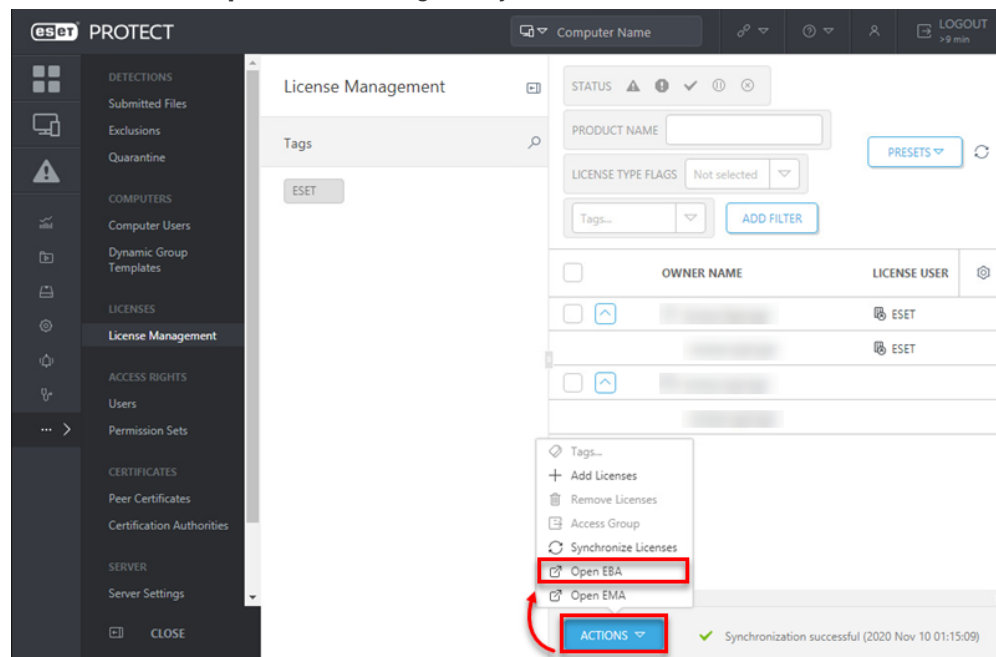 eset PROTECT
Computer Name
LOGOUT
>9 min
DETECTIONS
Submitted Files
Exclusions
Quarantine
COMPUTERS
Computer Users
Dynamic Group
Templates
LICENSES
License Management
ACCESS RIGHTS
Users
Permission Sets
CERTIFICATES
Peer Certificates
Certification Authorities
SERVER
Server Settings
CLOSE
License Management
Tags
ESET
STATUS
PRODUCT NAME
LICENSE TYPE FLAGS Not selected
Tags... ADD FILTER
PRESETS
OWNER NAME LICENSE USER
ESET
ESET
Tags...
Add Licenses
Remove Licenses
Access Group
Synchronize Licenses
Open EBA
Open EMA
ACTIONS
Synchronization successful (2020 Nov 10 01:15:09)